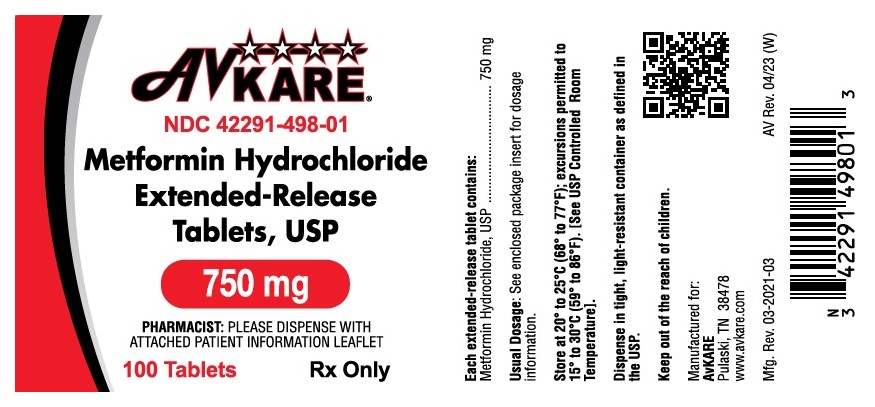 AVKARE®
NDC 42291-498-01
Metformin Hydrochloride
Extended-Release
Tablets, USP
750 mg
PHARMACIST: PLEASE DISPENSE WITH
ATTACHED PATIENT INFORMATION LEAFLET
100 Tablets Rx Only
Each extended-release tablet contains:
Metformin Hydrochloride, USP ................................ 750 mg
Usual Dosage: See enclosed package insert for dosage
information.
Store at 20° to 25°C (68° to 77°F); excursions permitted to
15° to 30°C (59° to 86°F). [See USP Controlled Room
Temperature].
Dispense in tight, light-resistant container as defined in
the USP.
Keep out of the reach of children.
Manufactured for:
AvKARE
Pulaski, TN 38478
www.avkare.com
Mfg. Rev. 03-2021-03 AV Rev. 04/23 (W)
N
3 42291 49801 3